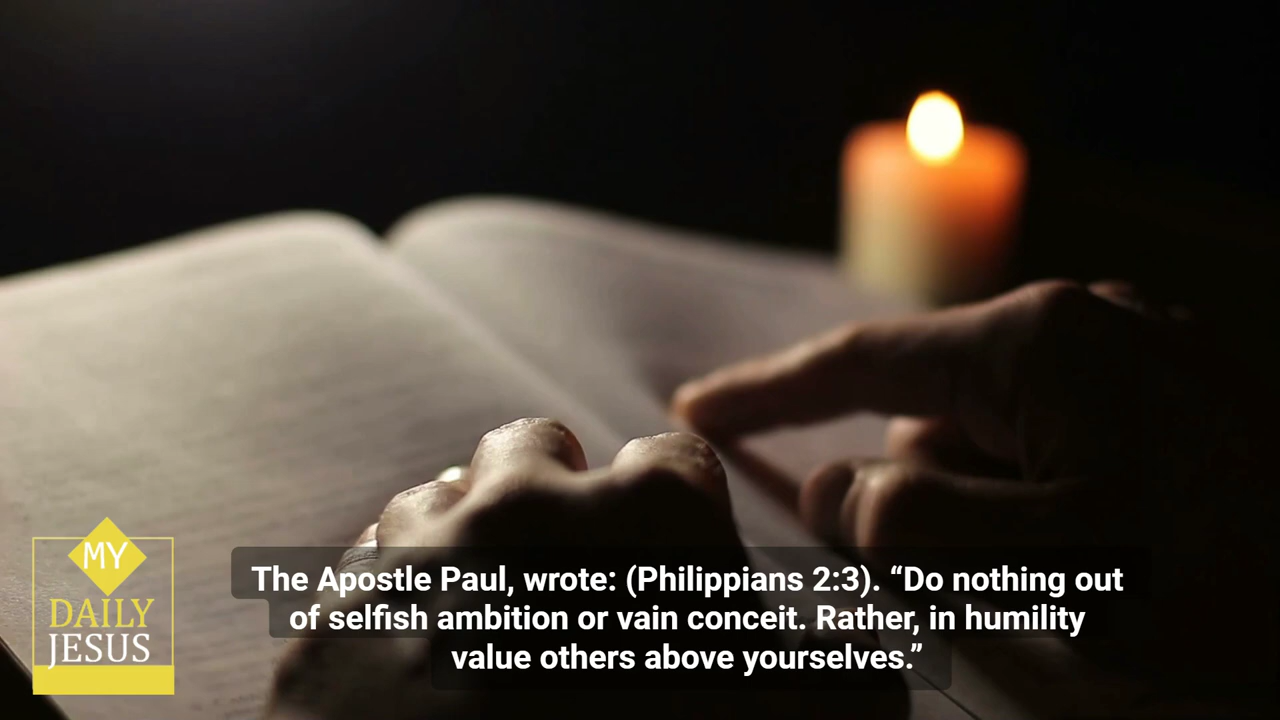 MY
DAILY
JESUS
The Apostle Paul, wrote: (Philippians 2:3). “Do nothing out
of selfish ambition or vain conceit. Rather, in humility
value others above yourselves.”